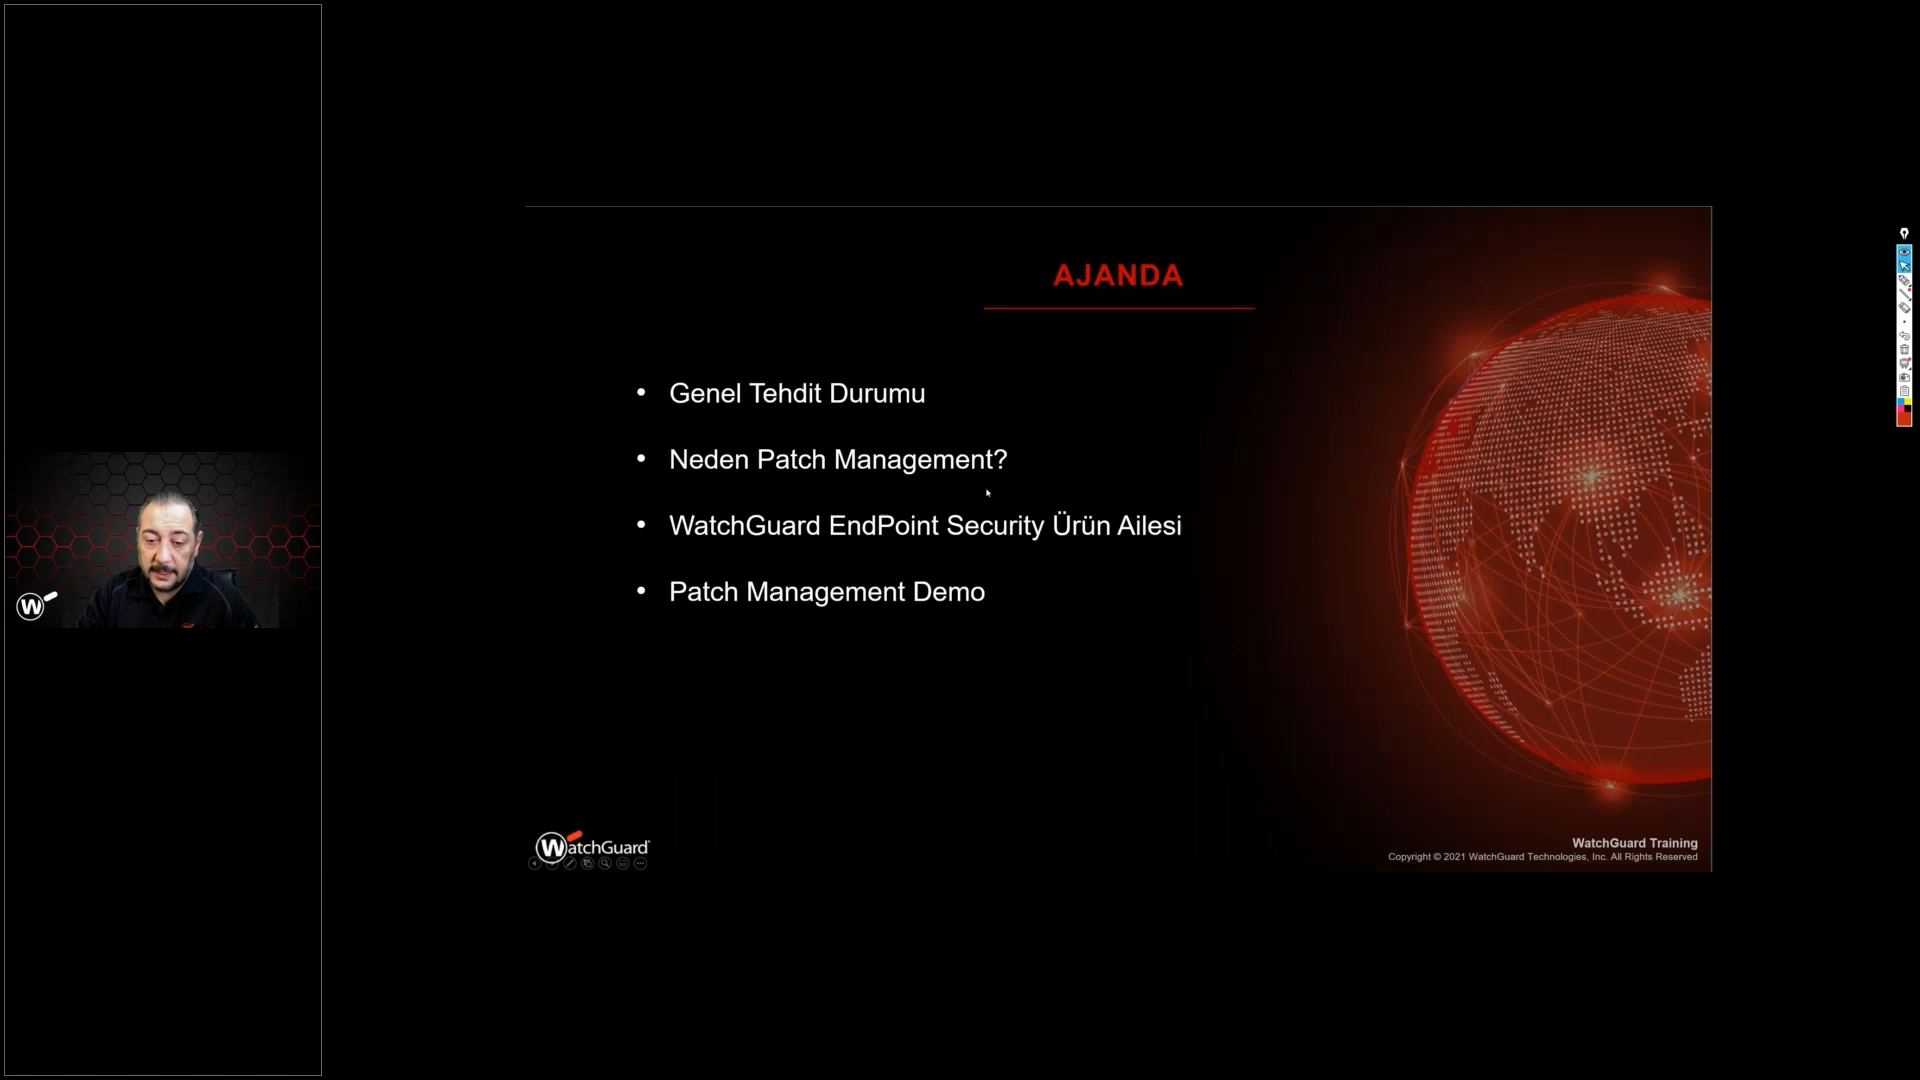 AJANDA
• Genel Tehdit Durumu
• Neden Patch Management?
• WatchGuard EndPoint Security Ürün Ailesi
• Patch Management Demo
W
WatchGuard
WatchGuard Training
Copyright © 2021 WatchGuard Technologies, Inc. All Rights Reserved